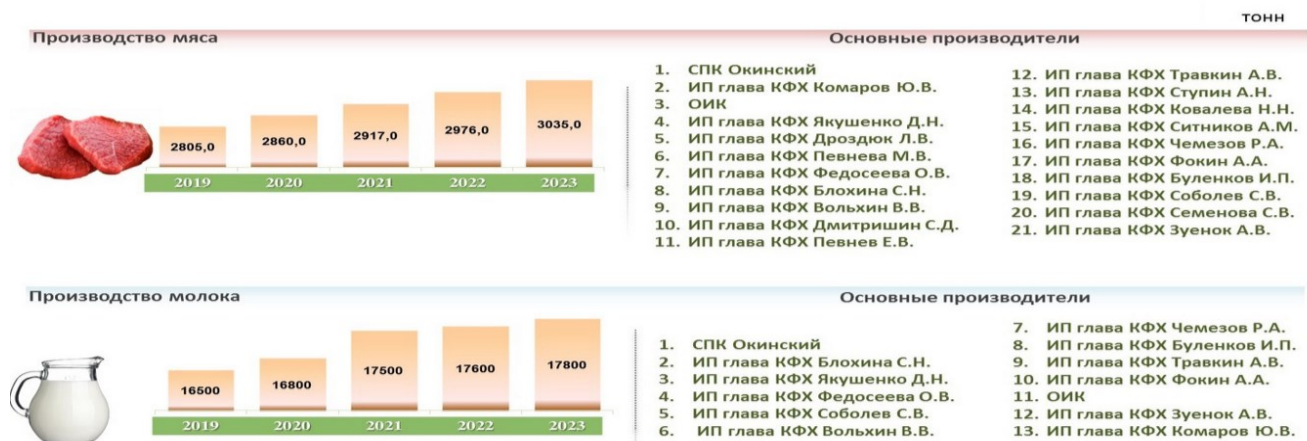 тонн
Производство мяса
Основные производители
2805,0
2860,0
2917,0
2976,0
3035,0
2019 2020 2021 2022 2023
1. СПК Окинский
2. ИП глава КФХ Комаров Ю.В.
3. ОИК
4. ИП глава КФХ Якушенко Д.Н.
5. ИП глава КФХ Дроздюк Л.В.
6. ИП глава КФХ Певнева М.В.
7. ИП глава КФХ Федосеева О.В.
8. ИП глава КФХ Блохина С.Н.
9. ИП глава КФХ Вольхин В.В.
10. ИП глава КФХ Дмитришин С.Д.
11. ИП глава КФХ Певнев Е.В.
12. ИП глава КФХ Травкин А.В.
13. ИП глава КФХ Ступин А.Н.
14. ИП глава КФХ Ковалева Н.Н.
15. ИП глава КФХ Ситников А.М.
16. ИП глава КФХ Чемезов Р.А.
17. ИП глава КФХ Фокин А.А.
18. ИП глава КФХ Буленков И.П.
19. ИП глава КФХ Соболев С.В.
20. ИП глава КФХ Семенова С.В.
21. ИП глава КФХ Зуенок А.В.
Производство молока
Основные производители
16500
16800
17500
17600
17800
2019 2020 2021 2022 2023
1. СПК Окинский
2. ИП глава КФХ Блохина С.Н.
3. ИП глава КФХ Якушенко Д.Н.
4. ИП глава КФХ Федосеева О.В.
5. ИП глава КФХ Соболев С.В.
6. ИП глава КФХ Вольхин В.В.
7. ИП глава КФХ Чемезов Р.А.
8. ИП глава КФХ Буленков И.П.
9. ИП глава КФХ Травкин А.В.
10. ИП глава КФХ Фокин А.А.
11. ОИК
12. ИП глава КФХ Зуенок А.В.
13. ИП глава КФХ Комаров Ю.В.